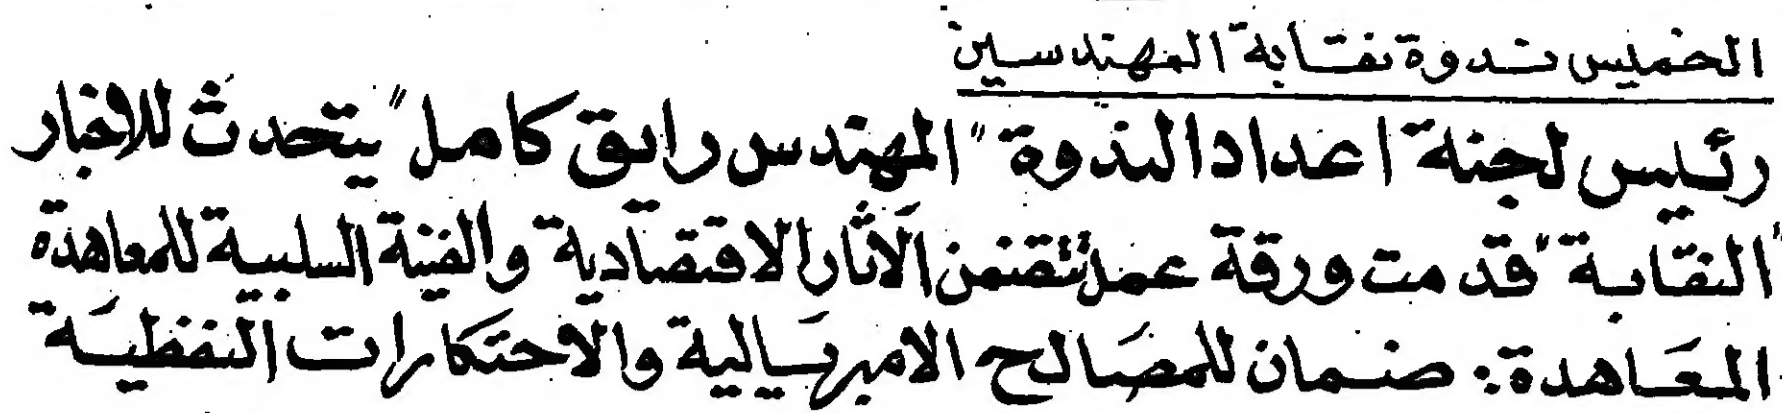 الخميس ندوة نقابة المهندسين
رئيس لجنة اعداد الندوة "المهندس رايق كامل" يتحدث للاخبار
"النقابة" قدمت ورقة عمل تتضمن الآثار الاقتصادية والفنية السلبية للمعاهدة
المعاهدة: ضمان للمصالح الامبريالية والاحتكارات النفطية